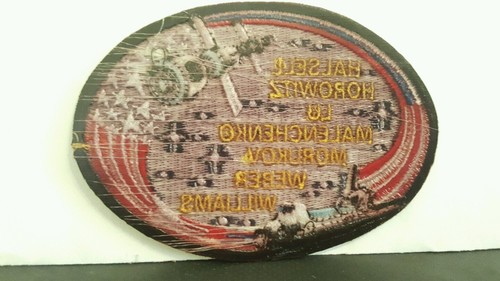 HALSELL
HOROWITZ
LU
MALENCHENKO
MORUKOV
WEBER
WILLIAMS